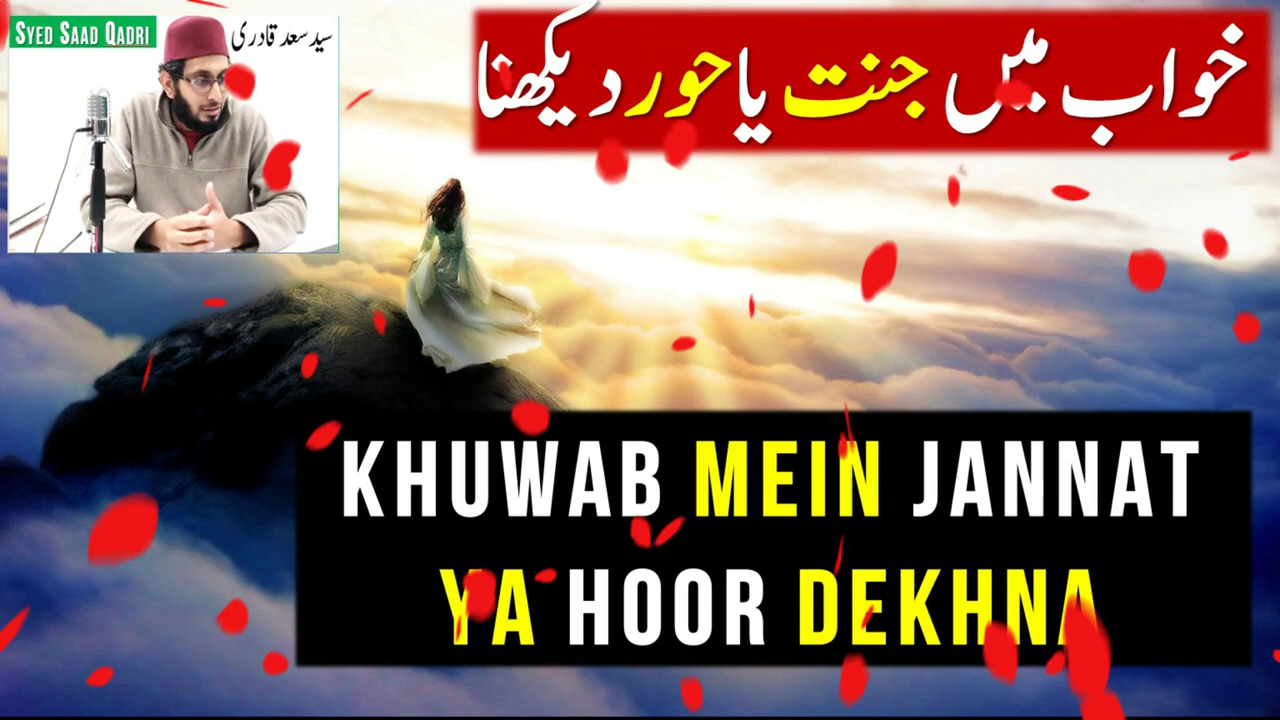 SYED SAAD QADRI
سید سعد قادری
خواب میں جنت یا حور دیکھنا
KHUWAB MEIN JANNAT
YA HOOR DEKHNA